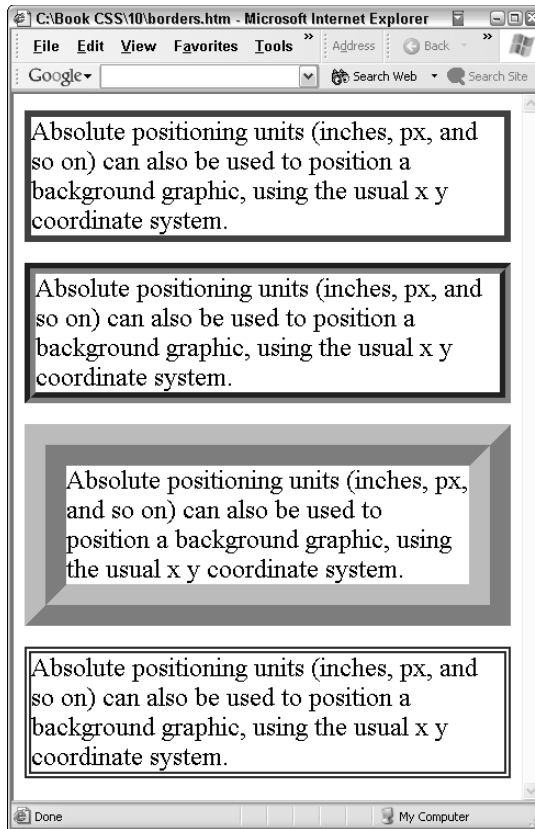 C:\Book CSS\10\borders.htm - Microsoft Internet Explorer
File Edit View Favorites Tools » Address Back »
Google Search Web Search Site
Absolute positioning units (inches, px, and
so on) can also be used to position a
background graphic, using the usual x y
coordinate system.
Absolute positioning units (inches, px, and
so on) can also be used to position a
background graphic, using the usual x y
coordinate system.
Absolute positioning units (inches, px,
and so on) can also be used to
position a background graphic, using
the usual x y coordinate system.
Absolute positioning units (inches, px, and
so on) can also be used to position a
background graphic, using the usual x y
coordinate system.
Done My Computer